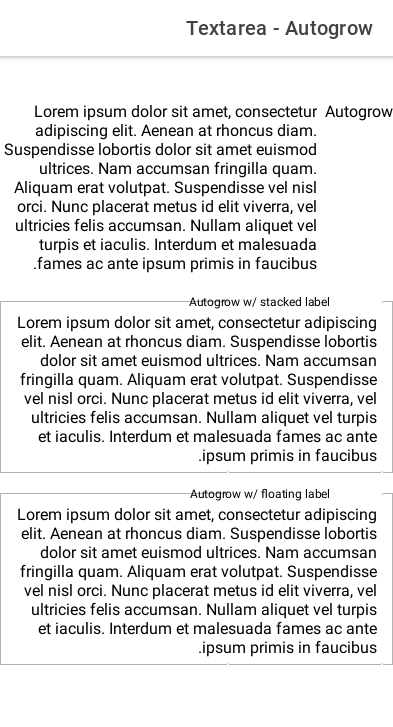 Textarea - Autogrow
Autogrow
Lorem ipsum dolor sit amet, consectetur
adipiscing elit. Aenean at rhoncus diam.
Suspendisse lobortis dolor sit amet euismod
ultrices. Nam accumsan fringilla quam.
Aliquam erat volutpat. Suspendisse vel nisl
orci. Nunc placerat metus id elit viverra, vel
ultricies felis accumsan. Nullam aliquet vel
turpis et iaculis. Interdum et malesuada
.fames ac ante ipsum primis in faucibus
Autogrow w/ stacked label
Lorem ipsum dolor sit amet, consectetur adipiscing
elit. Aenean at rhoncus diam. Suspendisse lobortis
dolor sit amet euismod ultrices. Nam accumsan
fringilla quam. Aliquam erat volutpat. Suspendisse
vel nisl orci. Nunc placerat metus id elit viverra, vel
ultricies felis accumsan. Nullam aliquet vel turpis
et iaculis. Interdum et malesuada fames ac ante
.ipsum primis in faucibus
Autogrow w/ floating label
Lorem ipsum dolor sit amet, consectetur adipiscing
elit. Aenean at rhoncus diam. Suspendisse lobortis
dolor sit amet euismod ultrices. Nam accumsan
fringilla quam. Aliquam erat volutpat. Suspendisse
vel nisl orci. Nunc placerat metus id elit viverra, vel
ultricies felis accumsan. Nullam aliquet vel turpis
et iaculis. Interdum et malesuada fames ac ante
.ipsum primis in faucibus